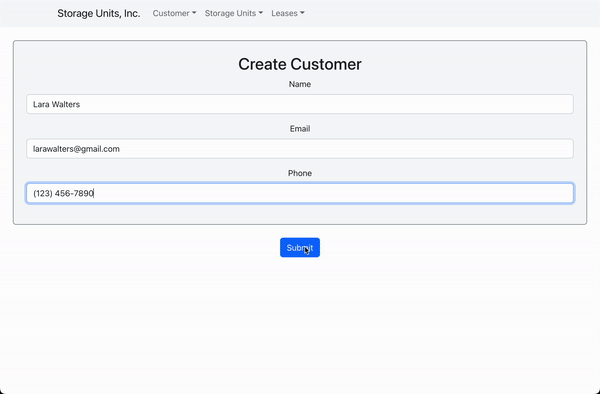 Storage Units, Inc. Customer Storage Units Leases
Create Customer
Name
Lara Walters
Email
larawalters@gmail.com
Phone
(123) 456-7890
Submit